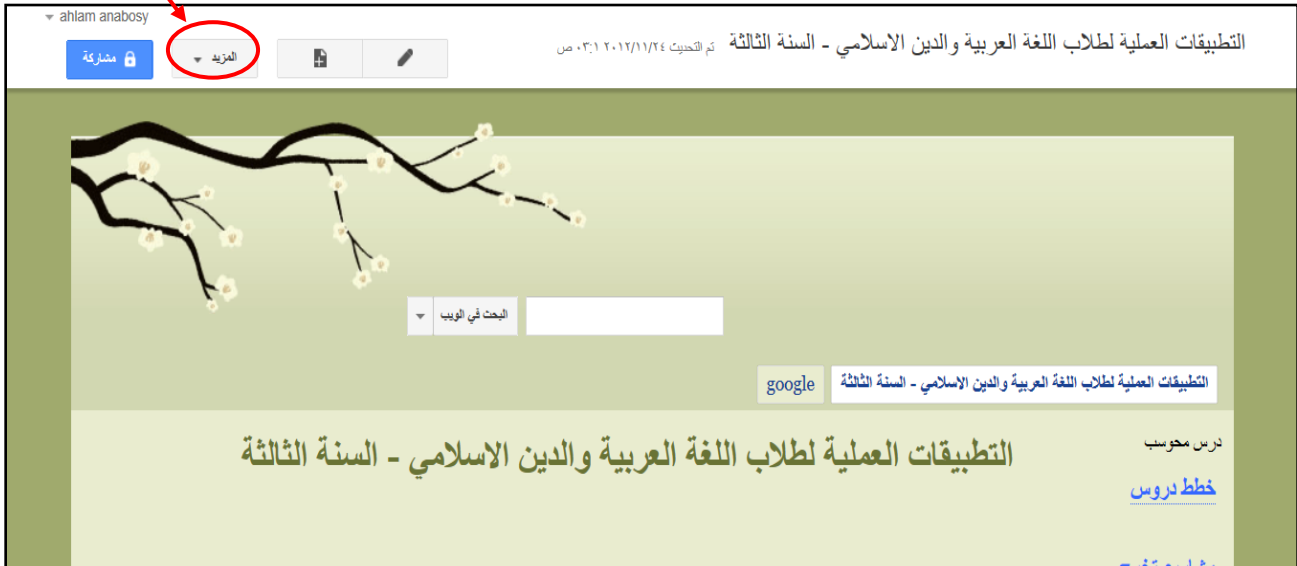 ahlam anabosy
التطبيقات العملية لطلاب اللغة العربية والدين الاسلامي - السنة الثالثة تم التحديث ٢٠١٢/١١/٢٤ ٠٣:١ ص
المزيد
مشاركة
البحث في الويب
التطبيقات العملية لطلاب اللغة العربية والدين الاسلامي - السنة الثالثة google
درس محوسب
التطبيقات العملية لطلاب اللغة العربية والدين الاسلامي - السنة الثالثة
خطط دروس